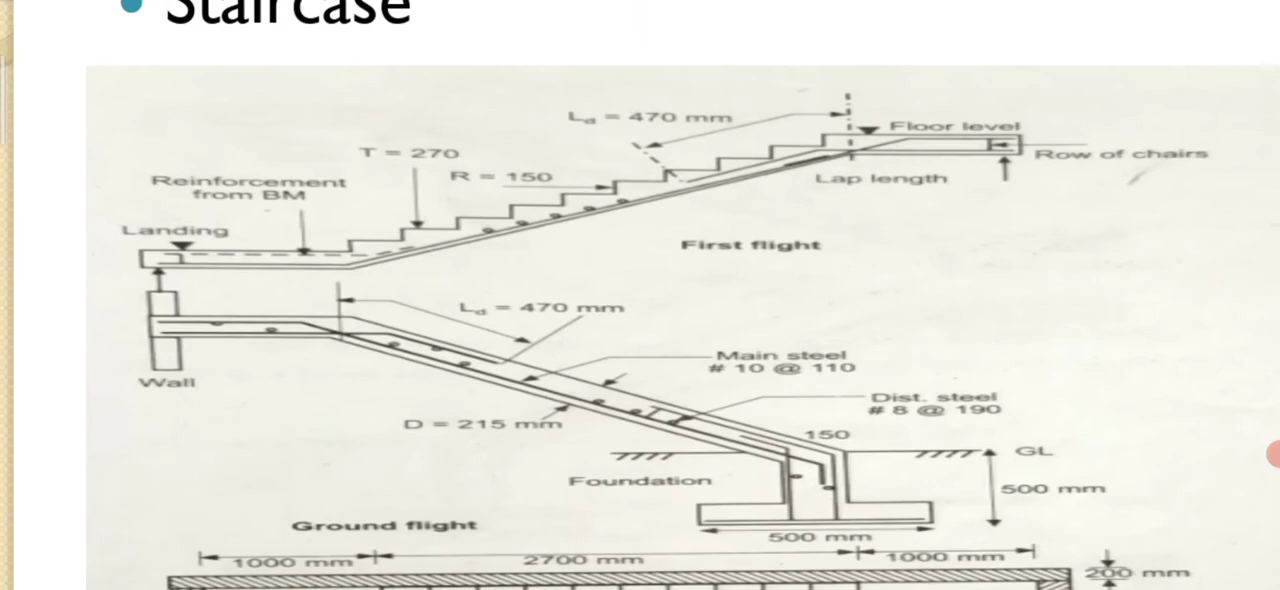 Staircase
L_d = 470 mm
Floor level
T = 270
Row of chairs
R = 150
Lap length
Reinforcement
from BM
Landing
First flight
L_d = 470 mm
Main steel
# 10 @ 110
Wall
Dist. steel
# 8 @ 190
D = 215 mm
150
GL
Foundation
500 mm
Ground flight
500 mm
1000 mm
2700 mm
1000 mm
200 mm